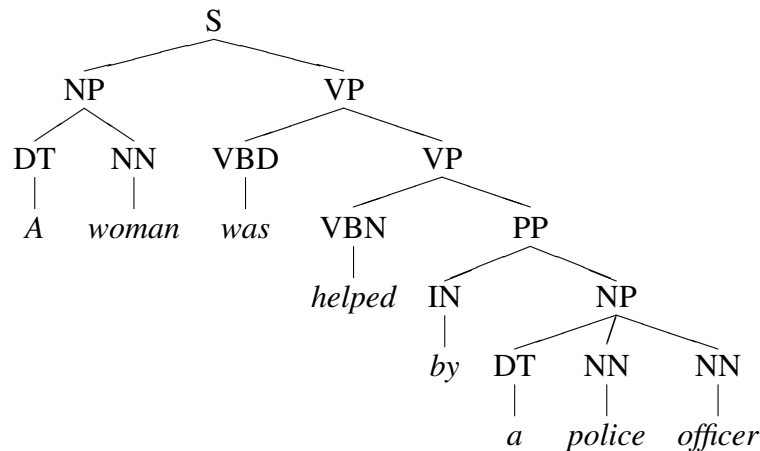 S
NP VP
DT NN VBD VP
A woman was VBN PP
helped IN NP
by DT NN NN
a police officer